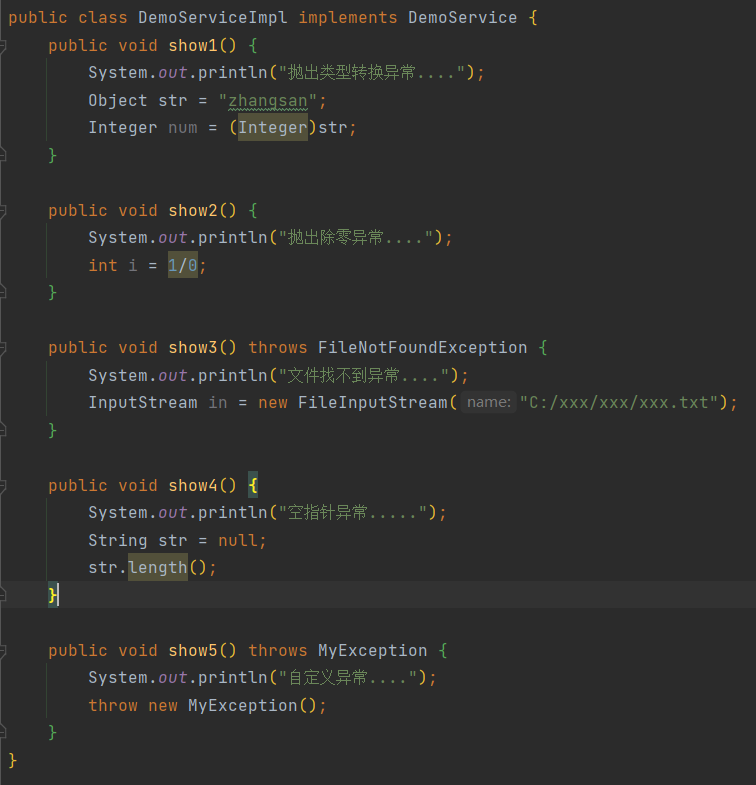 public class DemoServiceImpl implements DemoService {
    public void show1() {
        System.out.println("抛出类型转换异常....");
        Object str = "zhangsan";
        Integer num = (Integer)str;
    }

    public void show2() {
        System.out.println("抛出除零异常....");
        int i = 1/0;
    }

    public void show3() throws FileNotFoundException {
        System.out.println("文件找不到异常....");
        InputStream in = new FileInputStream( name: "C:/xxx/xxx/xxx.txt");
    }

    public void show4() {
        System.out.println("空指针异常.....");
        String str = null;
        str.length();
    }

    public void show5() throws MyException {
        System.out.println("自定义异常....");
        throw new MyException();
    }
}